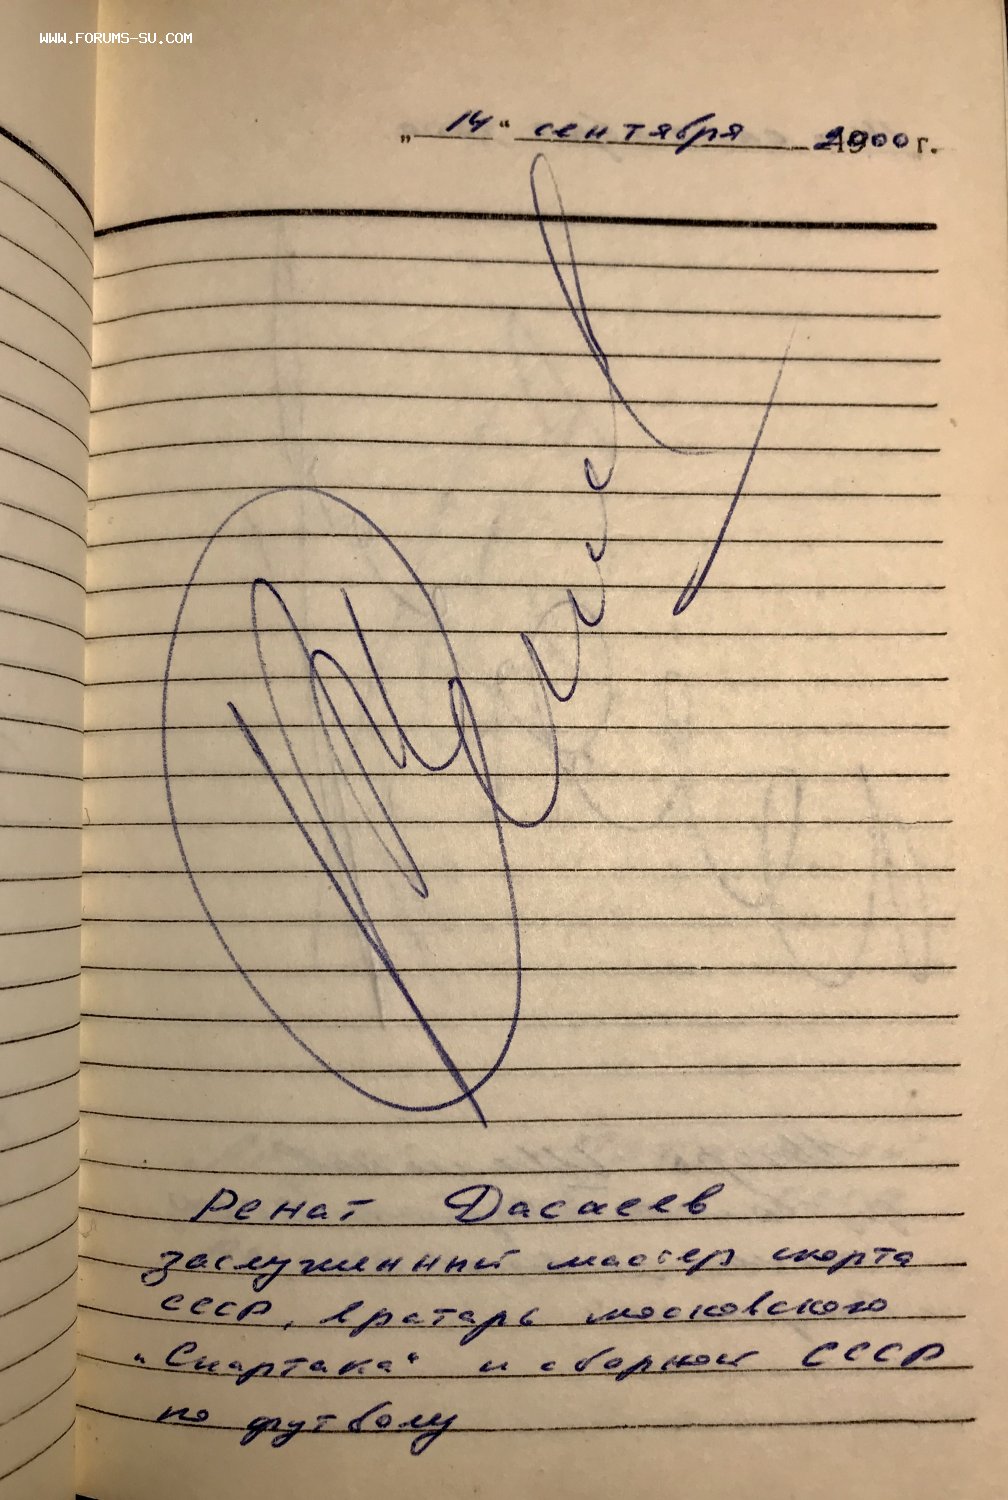 WWW.FORUMS-SU.COM
„ 14 “ сентября 2000 г.
Ренат Дасаев
заслуженный мастер спорта
СССР, вратарь московского
"Спартака" и сборной СССР
по футболу